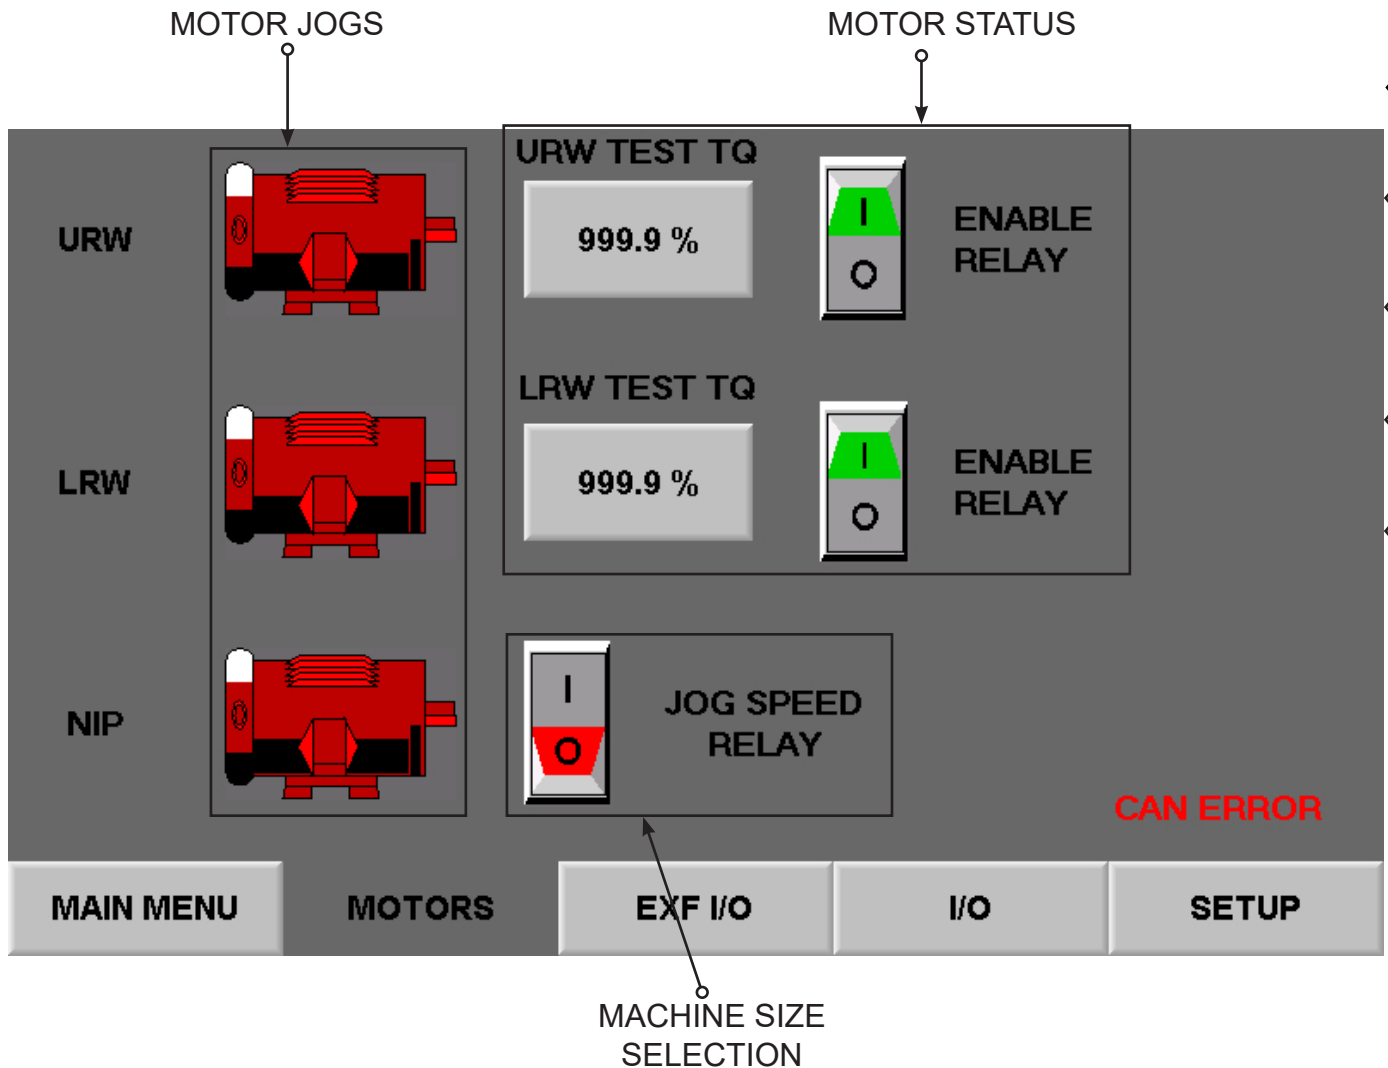 MOTOR JOGS
MOTOR STATUS
URW TEST TQ
URW
999.9 %
I
O
ENABLE
RELAY
LRW TEST TQ
LRW
999.9 %
I
O
ENABLE
RELAY
NIP
I
O
JOG SPEED
RELAY
CAN ERROR
MAIN MENU
MOTORS
EXF I/O
I/O
SETUP
MACHINE SIZE
SELECTION